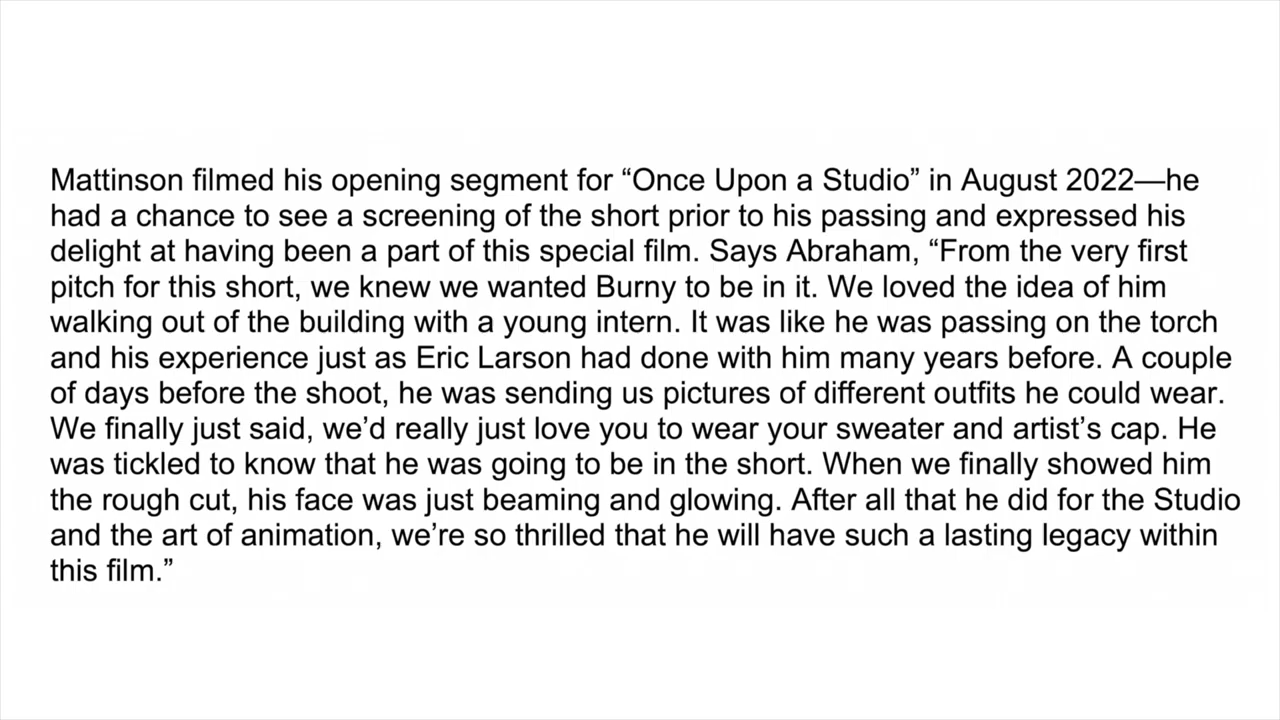 Mattinson filmed his opening segment for “Once Upon a Studio” in August 2022—he
had a chance to see a screening of the short prior to his passing and expressed his
delight at having been a part of this special film. Says Abraham, “From the very first
pitch for this short, we knew we wanted Burny to be in it. We loved the idea of him
walking out of the building with a young intern. It was like he was passing on the torch
and his experience just as Eric Larson had done with him many years before. A couple
of days before the shoot, he was sending us pictures of different outfits he could wear.
We finally just said, we’d really just love you to wear your sweater and artist’s cap. He
was tickled to know that he was going to be in the short. When we finally showed him
the rough cut, his face was just beaming and glowing. After all that he did for the Studio
and the art of animation, we’re so thrilled that he will have such a lasting legacy within
this film.”